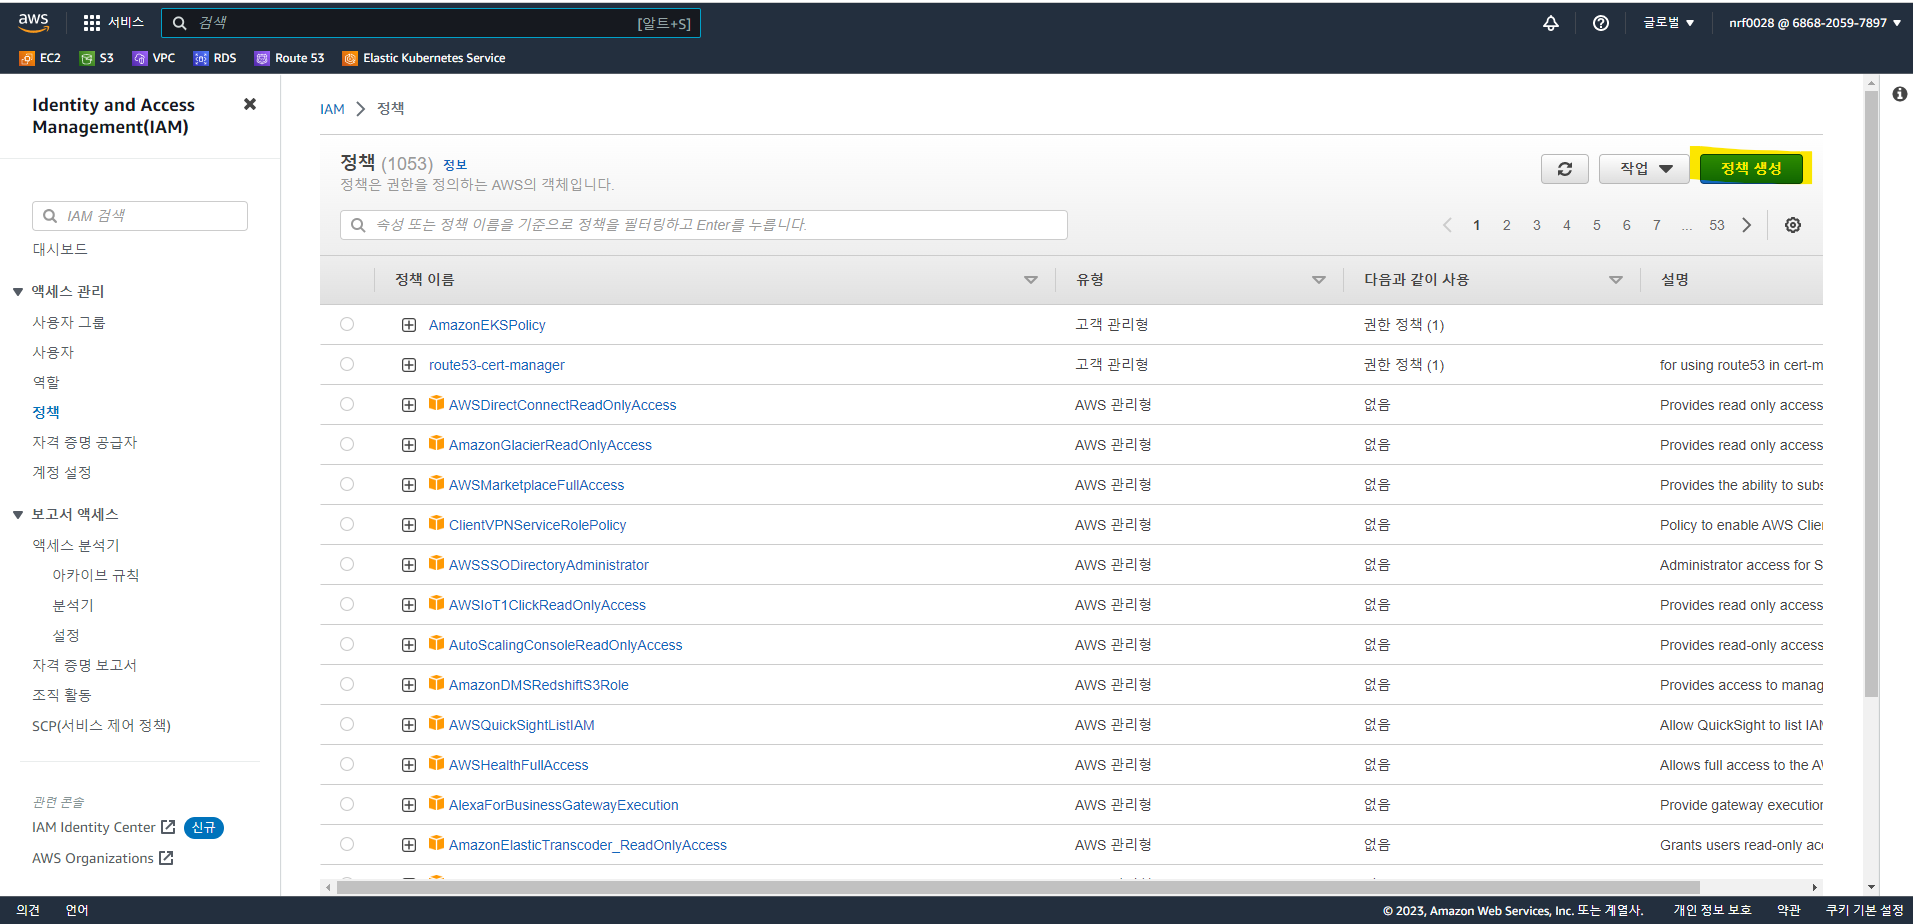 aws
서비스
검색
[알트+S]
글로벌 ▼
nrf0028 @ 6868-2059-7897 ▼
EC2
S3
VPC
RDS
Route 53
Elastic Kubernetes Service
Identity and Access
Management(IAM)
IAM 검색
대시보드
액세스 관리
사용자 그룹
사용자
역할
정책
자격 증명 공급자
계정 설정
보고서 액세스
액세스 분석기
아카이브 규칙
분석기
설정
자격 증명 보고서
조직 활동
SCP(서비스 제어 정책)
관련 콘솔
IAM Identity Center 신규
AWS Organizations
IAM > 정책
정책 (1053) 정보
정책은 권한을 정의하는 AWS의 객체입니다.
작업
정책 생성
속성 또는 정책 이름을 기준으로 정책을 필터링하고 Enter를 누릅니다.
1 2 3 4 5 6 7 ... 53
정책 이름 유형 다음과 같이 사용 설명
AmazonEKSPolicy 고객 관리형 권한 정책 (1)
route53-cert-manager 고객 관리형 권한 정책 (1) for using route53 in cert-m
AWSDirectConnectReadOnlyAccess AWS 관리형 없음 Provides read only access
AmazonGlacierReadOnlyAccess AWS 관리형 없음 Provides read only access
AWSMarketplaceFullAccess AWS 관리형 없음 Provides the ability to subs
ClientVPNServiceRolePolicy AWS 관리형 없음 Policy to enable AWS Clie
AWSSSODirectoryAdministrator AWS 관리형 없음 Administrator access for S
AWSIoT1ClickReadOnlyAccess AWS 관리형 없음 Provides read only access
AutoScalingConsoleReadOnlyAccess AWS 관리형 없음 Provides read-only access
AmazonDMSRedshiftS3Role AWS 관리형 없음 Provides access to manag
AWSQuickSightListIAM AWS 관리형 없음 Allow QuickSight to list IAM
AWSHealthFullAccess AWS 관리형 없음 Allows full access to the A
AlexaForBusinessGatewayExecution AWS 관리형 없음 Provide gateway execution
AmazonElasticTranscoder_ReadOnlyAccess AWS 관리형 없음 Grants users read-only acc
의견 언어
© 2023, Amazon Web Services, Inc. 또는 계열사. 개인 정보 보호 약관 쿠키 기본 설정